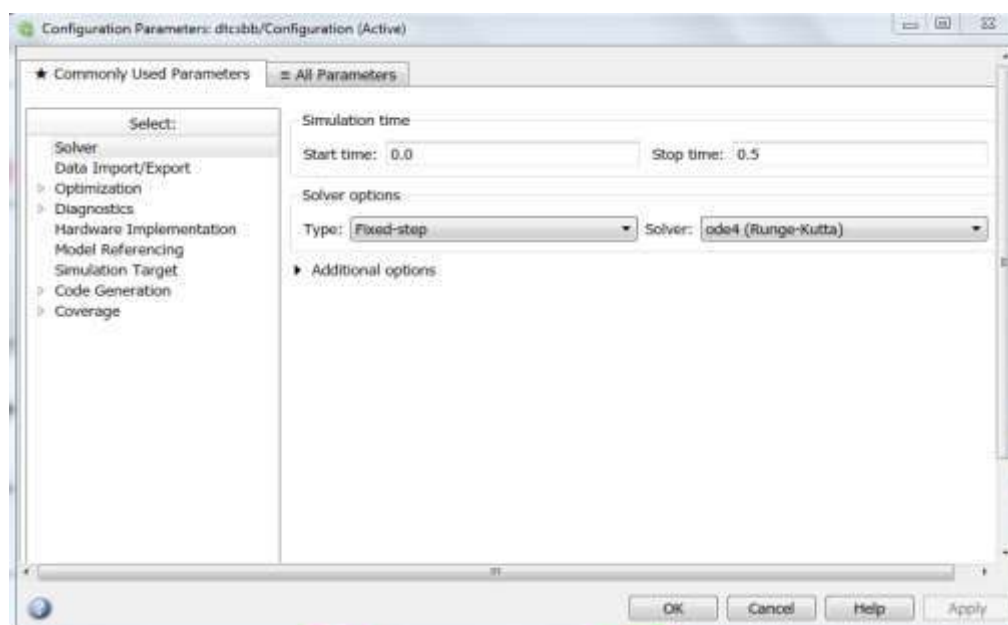 Configuration Parameters: dtcsbb/Configuration (Active)
★ Commonly Used Parameters
≡ All Parameters
Select:
Solver
Data Import/Export
Optimization
Diagnostics
Hardware Implementation
Model Referencing
Simulation Target
Code Generation
Coverage
Simulation time
Start time: 0.0 Stop time: 0.5
Solver options
Type: Fixed-step Solver: ode4 (Runge-Kutta)
Additional options
OK Cancel Help Apply